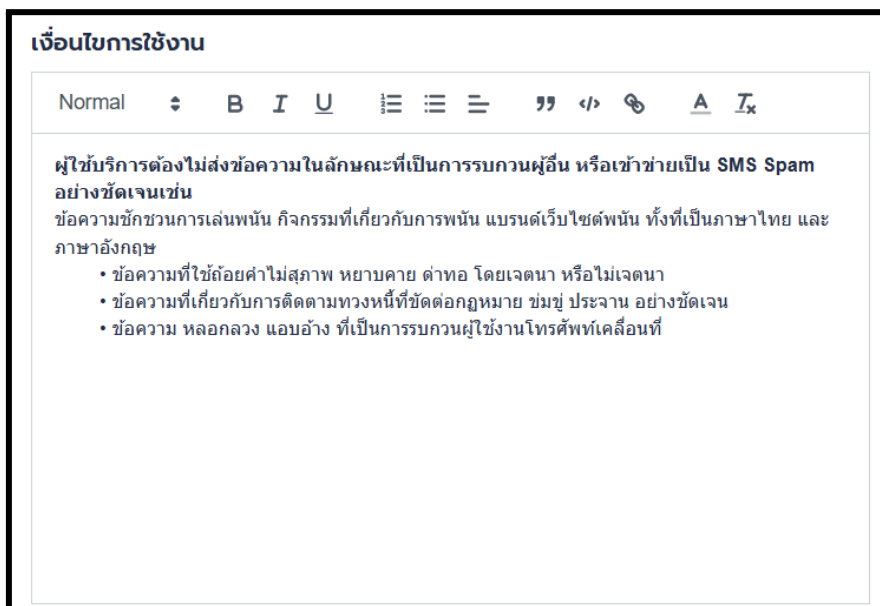 เงื่อนไขการใช้งาน
Normal B I U
ผู้ใช้บริการต้องไม่ส่งข้อความในลักษณะที่เป็นการรบกวนผู้อื่น หรือเข้าข่ายเป็น SMS Spam
อย่างชัดเจนเช่น
ข้อความชักชวนการเล่นพนัน กิจกรรมที่เกี่ยวกับการพนัน แบรนด์เว็บไซต์พนัน ทั้งที่เป็นภาษาไทย และ
ภาษาอังกฤษ
• ข้อความที่ใช้ถ้อยคำไม่สุภาพ หยาบคาย ด่าทอ โดยเจตนา หรือไม่เจตนา
• ข้อความที่เกี่ยวกับการติดตามทวงหนี้ที่ขัดต่อกฏหมาย ข่มขู่ ประจาน อย่างชัดเจน
• ข้อความ หลอกลวง แอบอ้าง ที่เป็นการรบกวนผู้ใช้งานโทรศัพท์เคลื่อนที่